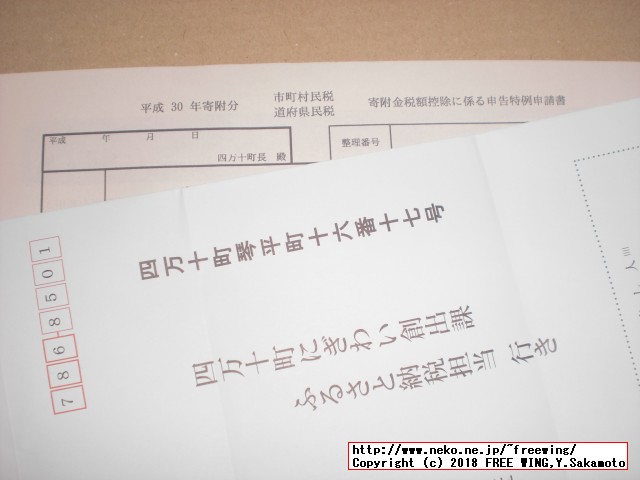 平成 30 年寄附分
市町村民税
道府県民税
寄附金税額控除に係る申告特例申請書
平成 年 月 日
四万十町長 殿
整理番号
786-8501
四万十町琴平町十六番十七号
四万十町にぎわい創出課
ふるさと納税担当 行き
http://www.neko.ne.jp/~freewing/
Copyright (c) 2018 FREE WING,Y.Sakamoto